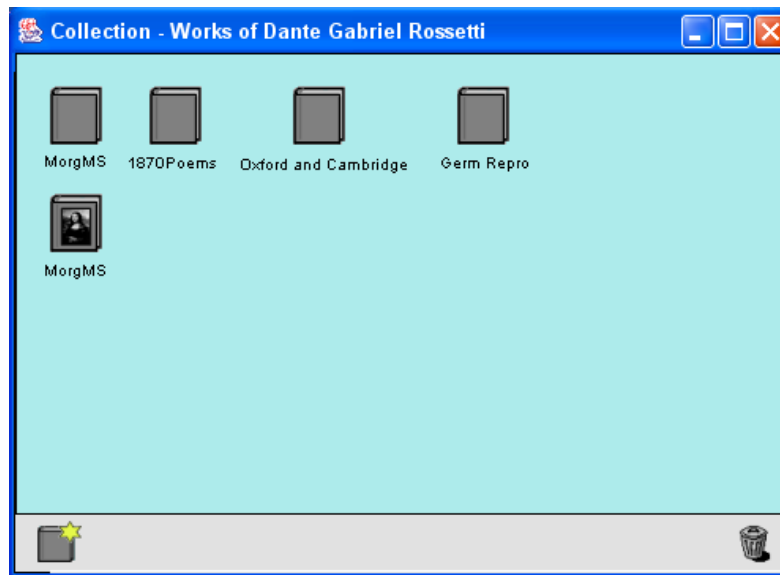 Collection - Works of Dante Gabriel Rossetti
MorgMS 1870Poems Oxford and Cambridge Germ Repro
MorgMS